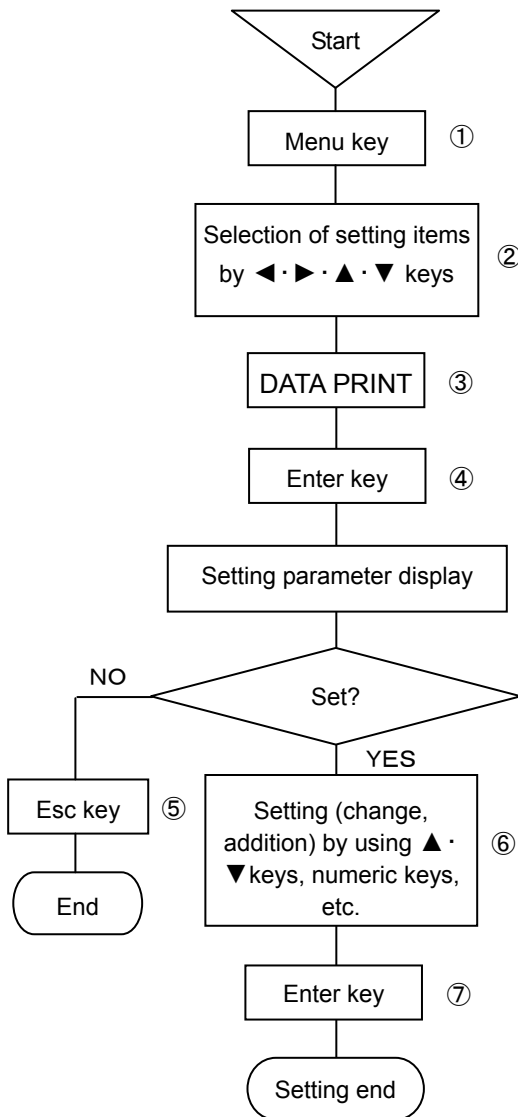 Start
Menu key ①
Selection of setting items
by ◀・▶・▲・▼ keys ②
DATA PRINT ③
Enter key ④
Setting parameter display
NO
Set?
YES
Esc key ⑤
Setting (change,
addition) by using ▲・
▼keys, numeric keys,
etc. ⑥
End
Enter key ⑦
Setting end